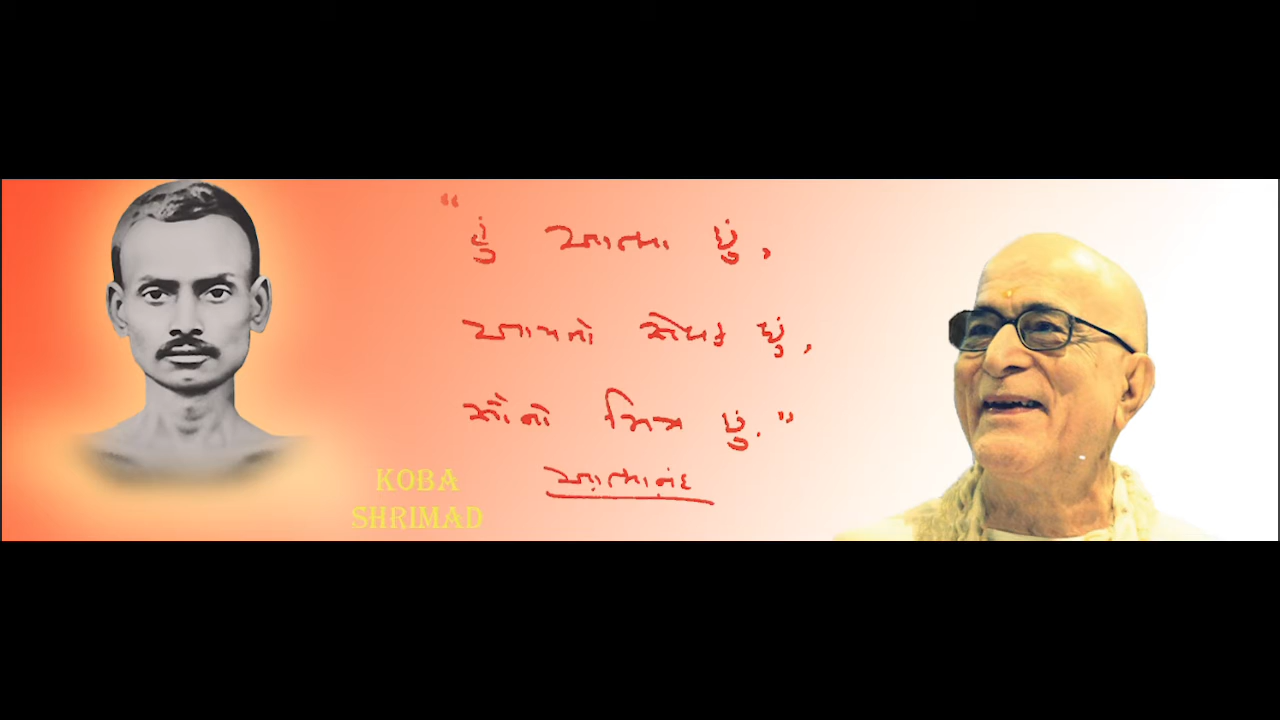 “હું આત્મા છું,
આપનો સેવક છું,
સૌનો મિત્ર છું.”
આત્માનંદ
KOBA
SHRIMAD